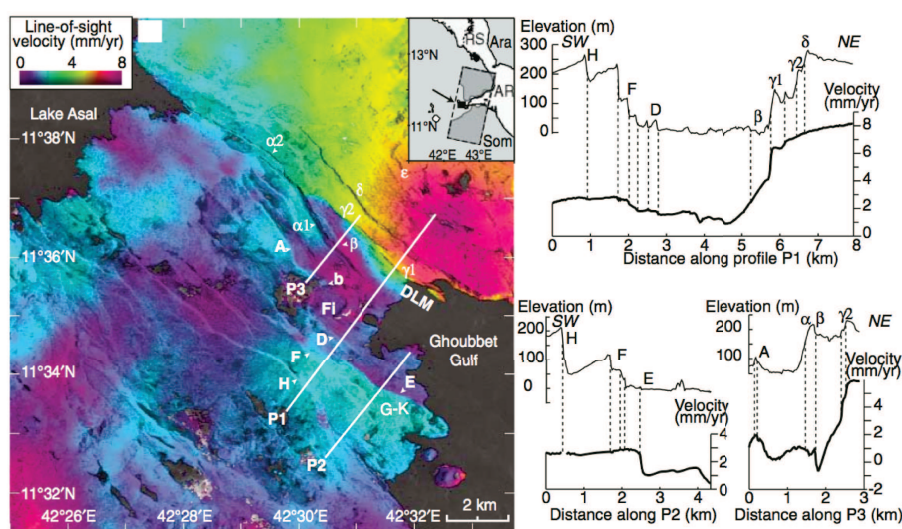 Line-of-sight
velocity (mm/yr)
0 4 8
Lake Asal
11°38'N
11°36'N
11°34'N
11°32'N
42°26'E 42°28'E 42°30'E 42°32'E
α2
ε
δ
γ2
α1
β
A
γ1
b
P3
DLM
Fi
D
Ghoubbet
Gulf
F
H
E
G-K
P1
P2
2 km
RS Ara
13°N
AR
11°N
Som
42°E 43°E
Elevation (m)
300
200
100
0
SW
NE
H
F
D
β
γ1
γ2
δ
Velocity
(mm/yr)
8
6
4
2
0
0 1 2 3 4 5 6 7 8
Distance along profile P1 (km)
Elevation (m)
200
100
0
SW
H
F
E
Velocity
(mm/yr)
4
2
0
0 1 2 3 4
Distance along P2 (km)
Elevation (m)
200
100
0
NE
α β
γ2
A
Velocity
(mm/yr)
4
2
0
-2
0 1 2 3
Distance along P3 (km)